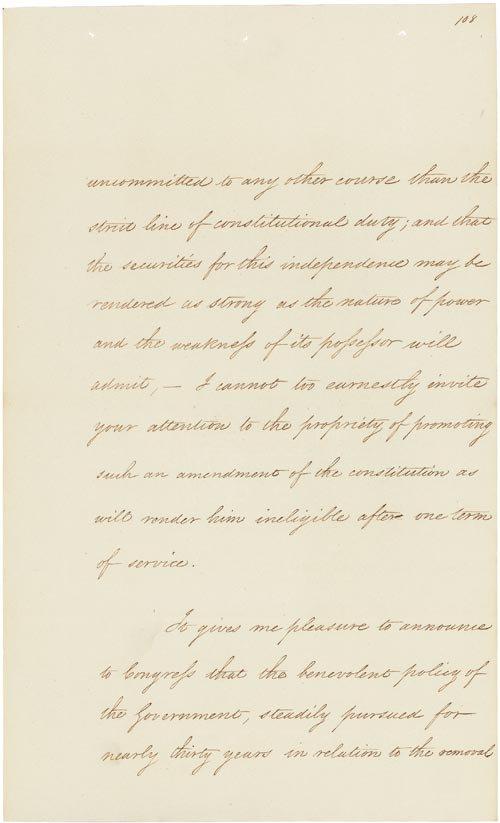 108
uncommitted to any other course than the
strict line of constitutional duty; and that
the securities for this independence may be
rendered as strong as the nature of power
and the weakness of its possessor will
admit, — I cannot too earnestly invite
your attention to the propriety of promoting
such an amendment of the constitution as
will render him ineligible after one term
of service.
It gives me pleasure to announce
to Congress that the benevolent policy of
the Government, steadily pursued for
nearly thirty years in relation to the removal